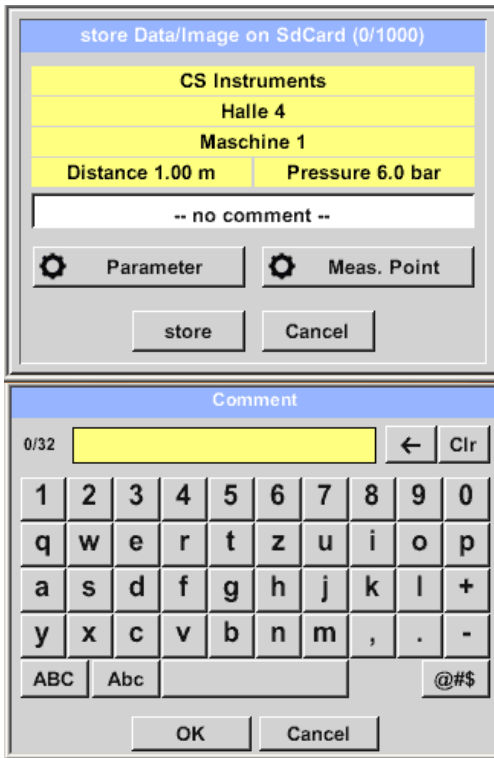 store Data/Image on SdCard (0/1000)
CS Instruments
Halle 4
Maschine 1
Distance 1.00 m Pressure 6.0 bar
-- no comment --
Parameter Meas. Point
store Cancel
Comment
0/32 ← Clr
1 2 3 4 5 6 7 8 9 0
q w e r t z u i o p
a s d f g h j k l +
y x c v b n m , . -
ABC Abc @#$
OK Cancel